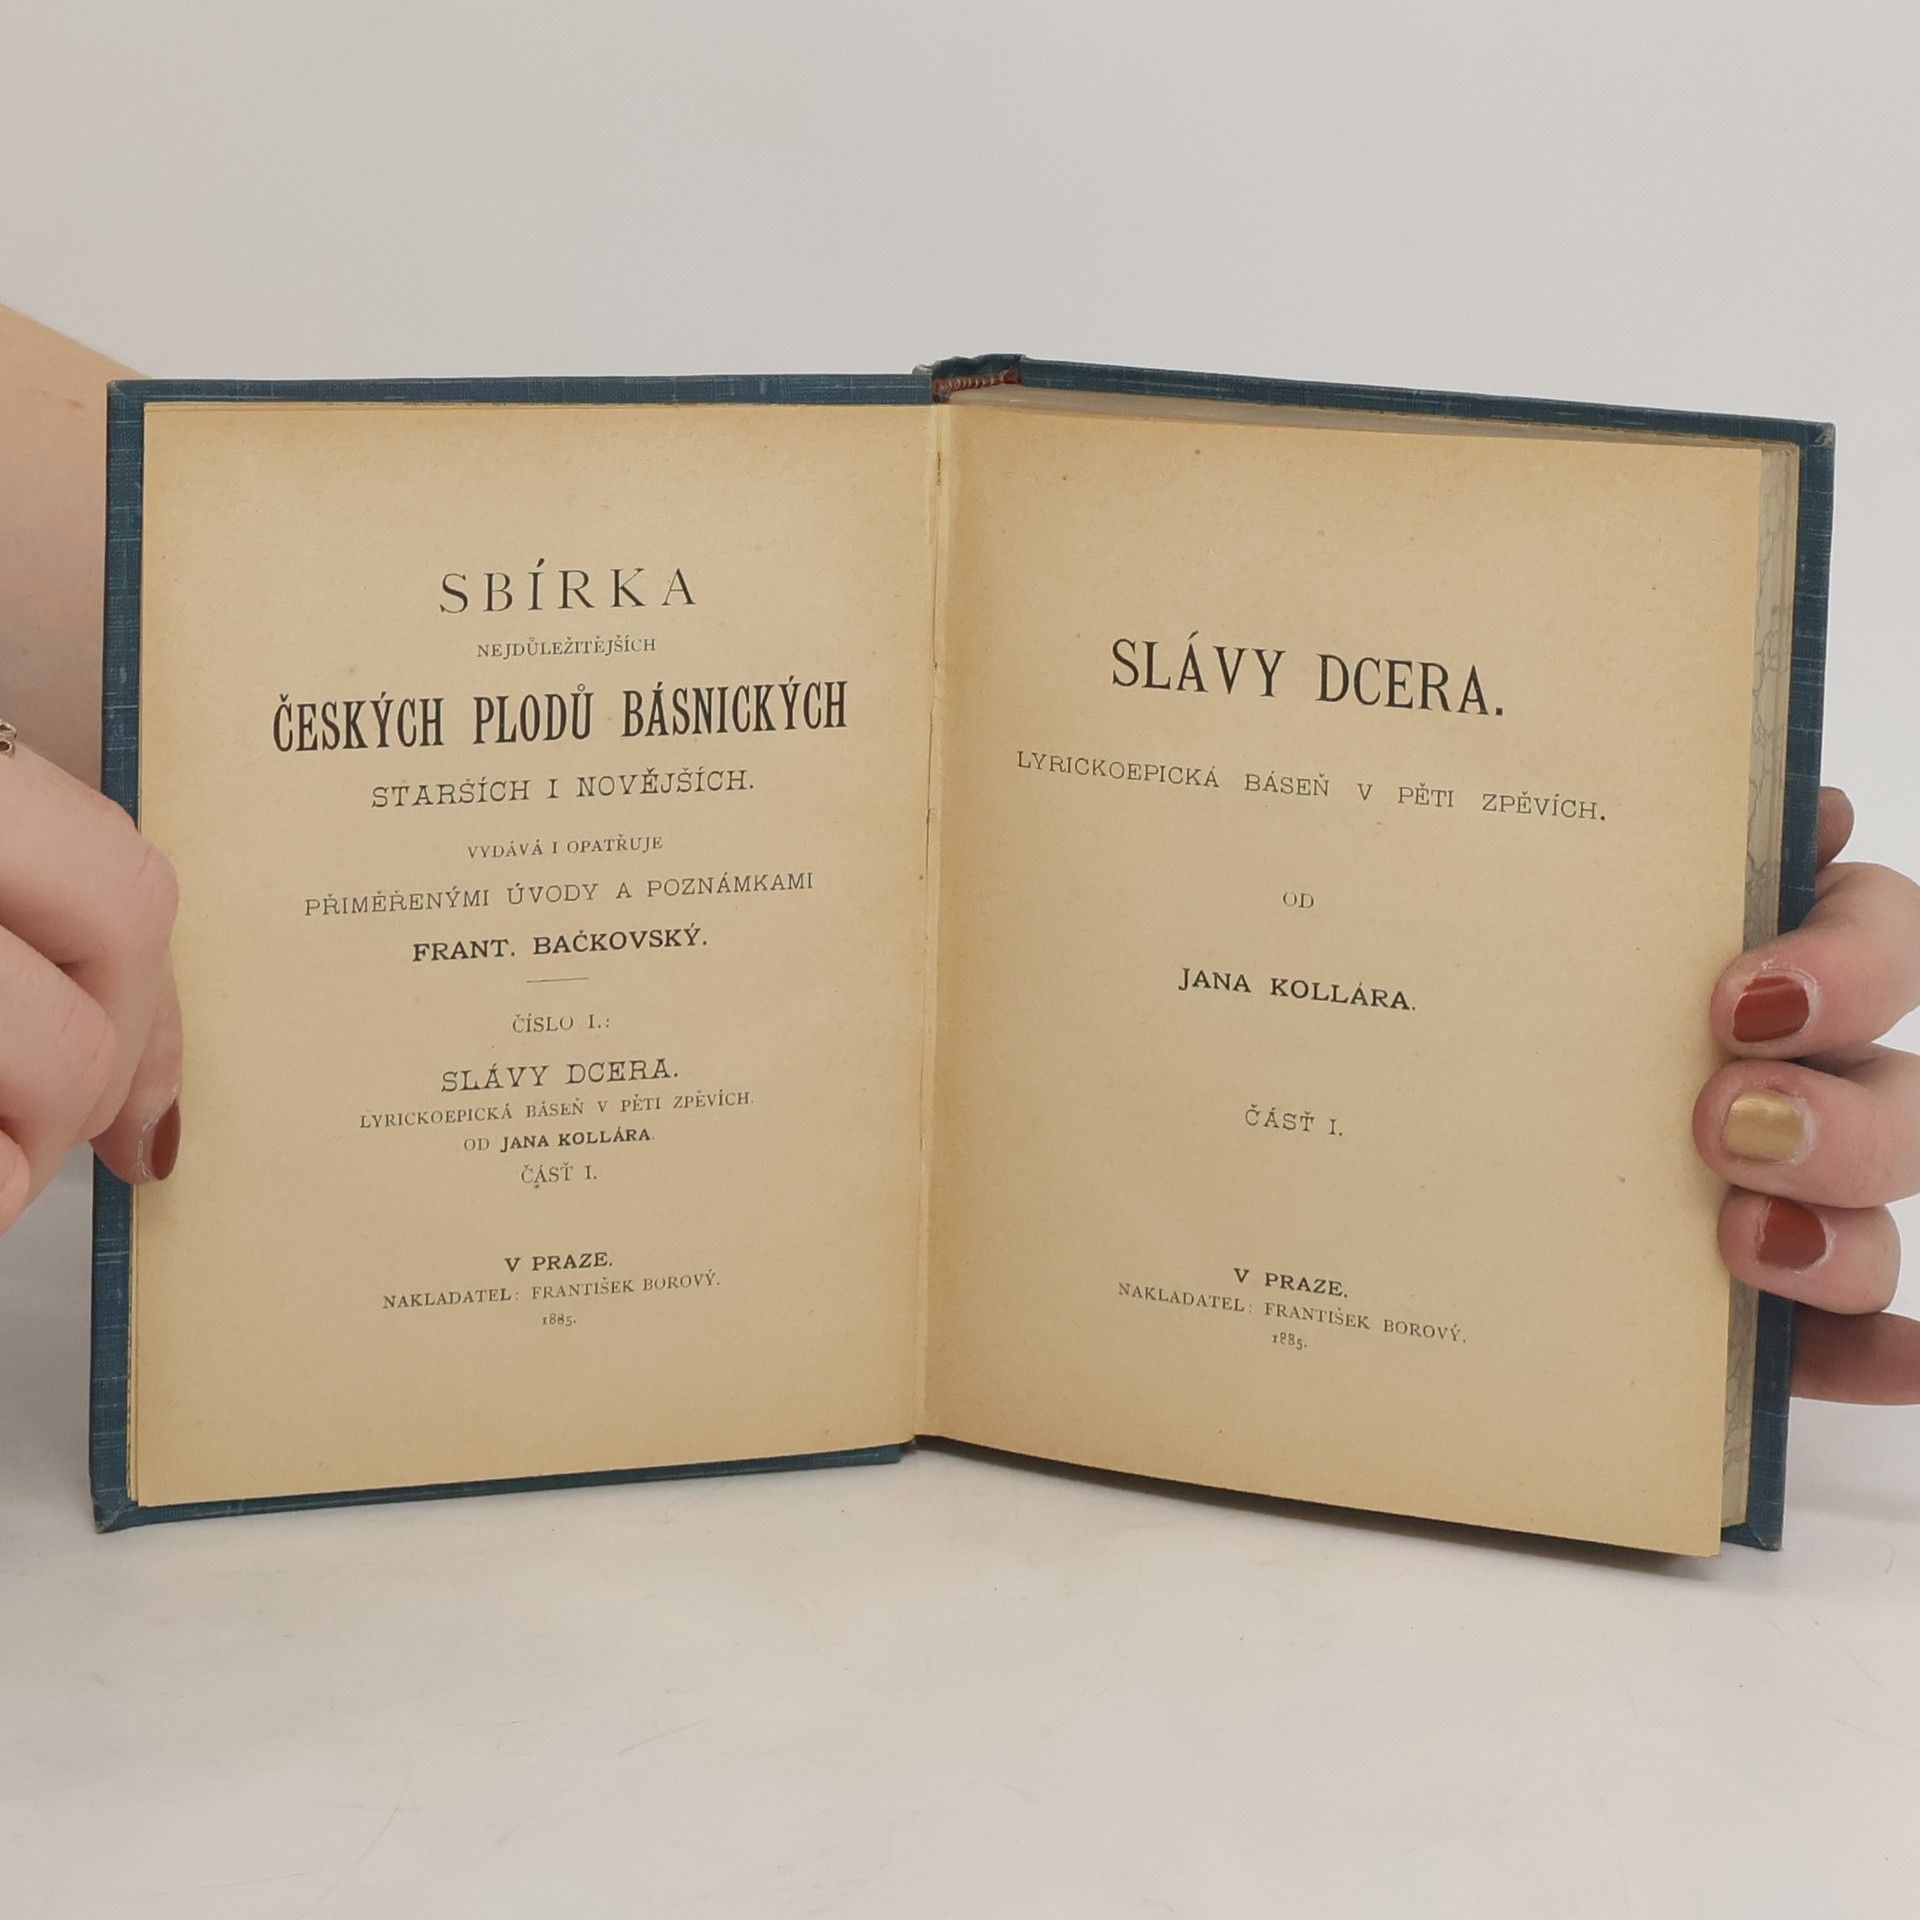 SBÍRKA
NEJDŮLEŽITĚJŠÍCH
ČESKÝCH PLODŮ BÁSNICKÝCH
STARŠÍCH I NOVĚJŠÍCH.
VYDÁVÁ I OPATŘUJE
PŘIMĚŘENÝMI ÚVODY A POZNÁMKAMI
FRANT. BAČKOVSKÝ.
ČÍSLO I.:
SLÁVY DCERA.
LYRICKOEPICKÁ BÁSEŇ V PĚTI ZPĚVÍCH.
OD JANA KOLLÁRA.
ČÁSŤ I.
V PRAZE.
NAKLADATEL: FRANTIŠEK BOROVÝ.
1885.
SLÁVY DCERA.
LYRICKOEPICKÁ BÁSEŇ V PĚTI ZPĚVÍCH.
OD
JANA KOLLÁRA.
ČÁSŤ I.
V PRAZE.
NAKLADATEL: FRANTIŠEK BOROVÝ.
1885.